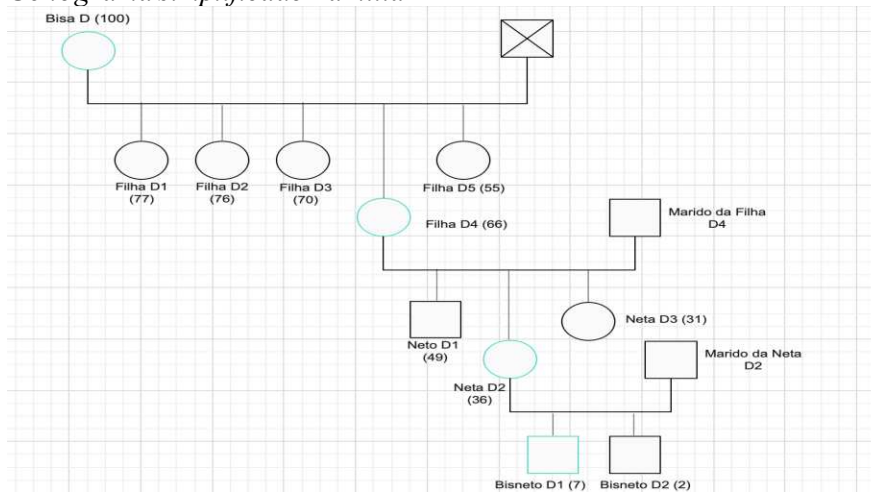 Bisa D (100)
Filha D1
(77)
Filha D2
(76)
Filha D3
(70)
Filha D5 (55)
Filha D4 (66)
Marido da Filha
D4
Neto D1
(49)
Neta D3 (31)
Neta D2
(36)
Marido da Neta
D2
Bisneto D1 (7)
Bisneto D2 (2)